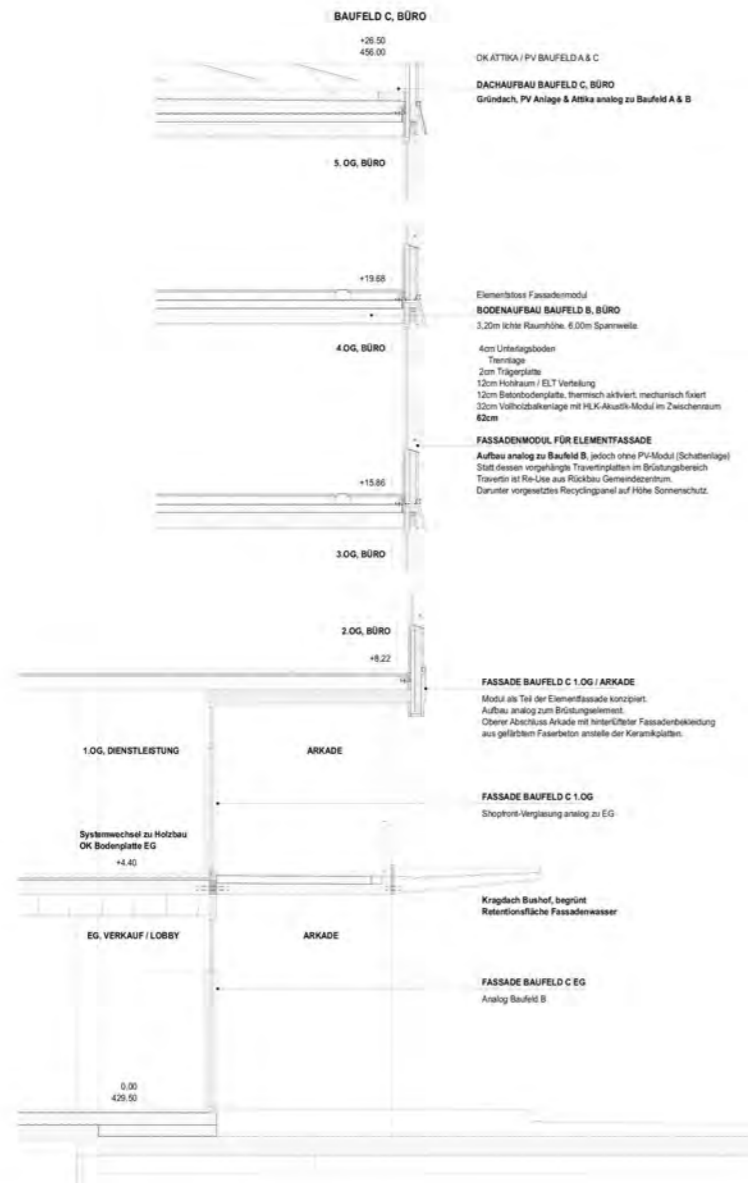 BAUFELD C, BÜRO
+26.50
456.00
OK ATTIKA / PV BAUFELD A & C
DACHAUFBAU BAUFELD C, BÜRO
Gründach, PV Anlage & Attika analog zu Baufeld A & B
5. OG, BÜRO
+19.68
Elementstoss Fassadenmodul
BODENAUFBAU BAUFELD B, BÜRO
3,20m lichte Raumhöhe, 6,00m Spannweite
4.OG, BÜRO
4cm Unterlagsboden
Trennlage
2cm Trägerplatte
12cm Hohlraum / ELT Verteilung
12cm Betonbodenplatte, thermisch aktiviert, mechanisch fixiert
32cm Vollholzbalkenlage mit HLK-Akustik-Modul im Zwischenraum
62cm
FASSADENMODUL FÜR ELEMENTFASSADE
Aufbau analog zu Baufeld B, jedoch ohne PV-Modul (Schattenlage)
Statt dessen vorgehängte Travertinplatten im Brüstungsbereich
Travertin ist Re-Use aus Rückbau Gemeindezentrum.
Darunter vorgesetztes Recyclingpanel auf Höhe Sonnenschutz.
+15.86
3.OG, BÜRO
2.OG, BÜRO
+8.22
FASSADE BAUFELD C 1.OG / ARKADE
Modul als Teil der Elementfassade konzipiert.
Aufbau analog zum Brüstungselement.
Oberer Abschluss Arkade mit hinterlüfteter Fassadenbekleidung
aus gefärbtem Faserbeton anstelle der Keramikplatten.
1.OG, DIENSTLEISTUNG
ARKADE
FASSADE BAUFELD C 1.OG
Shopfront-Verglasung analog zu EG
Systemwechsel zu Holzbau
OK Bodenplatte EG
+4.40
Kragdach Bushof, begrünt
Retentionsfläche Fassadenwasser
EG, VERKAUF / LOBBY
ARKADE
FASSADE BAUFELD C EG
Analog Baufeld B
0.00
429.50